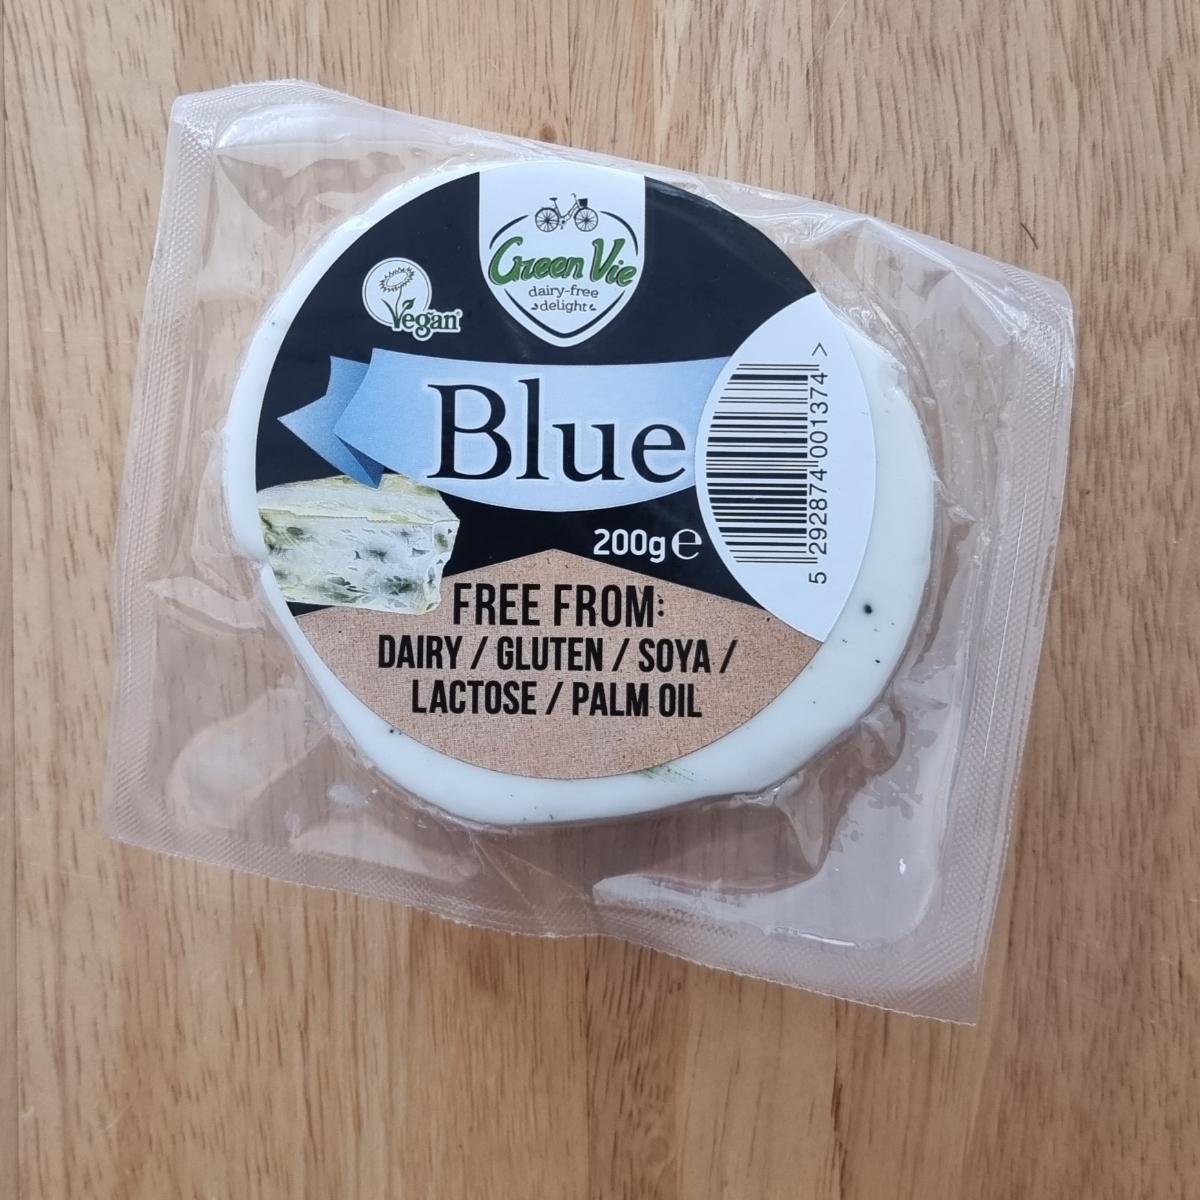 Green Vie
dairy-free
delight
Vegan
Blue
5 292874 001374 >
200g e
FREE FROM:
DAIRY / GLUTEN / SOYA /
LACTOSE / PALM OIL